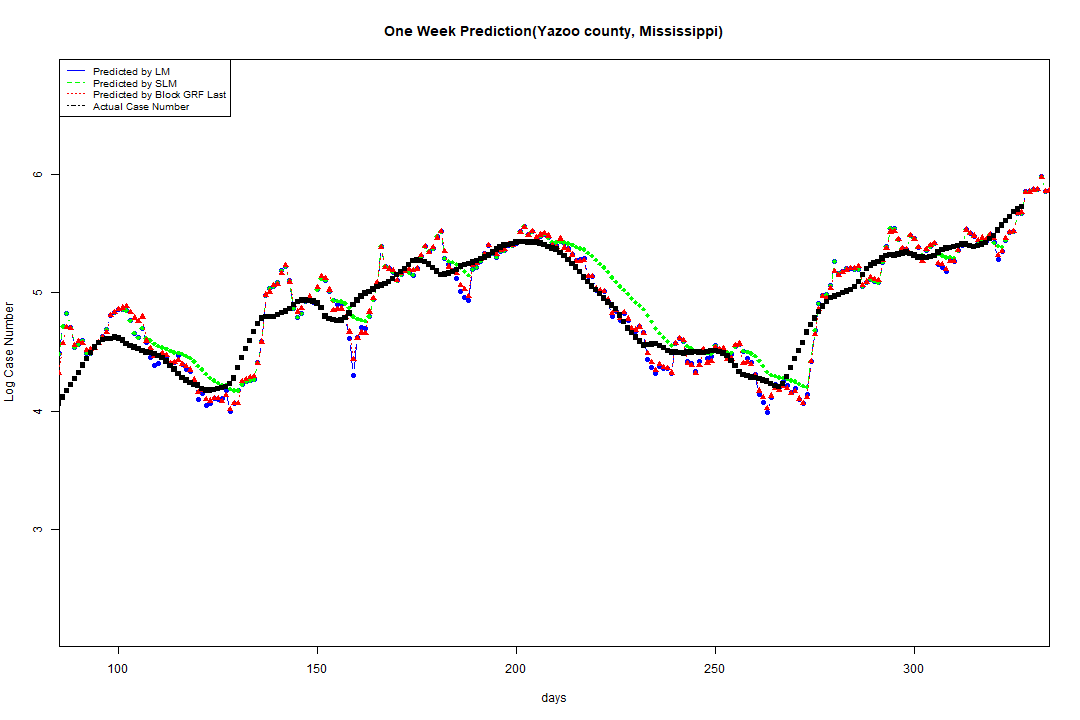 One Week Prediction(Yazoo county, Mississippi)
Predicted by LM
Predicted by SLM
Predicted by Block GRF Last
Actual Case Number
6
5
4
3
Log Case Number
100 150 200 250 300
days